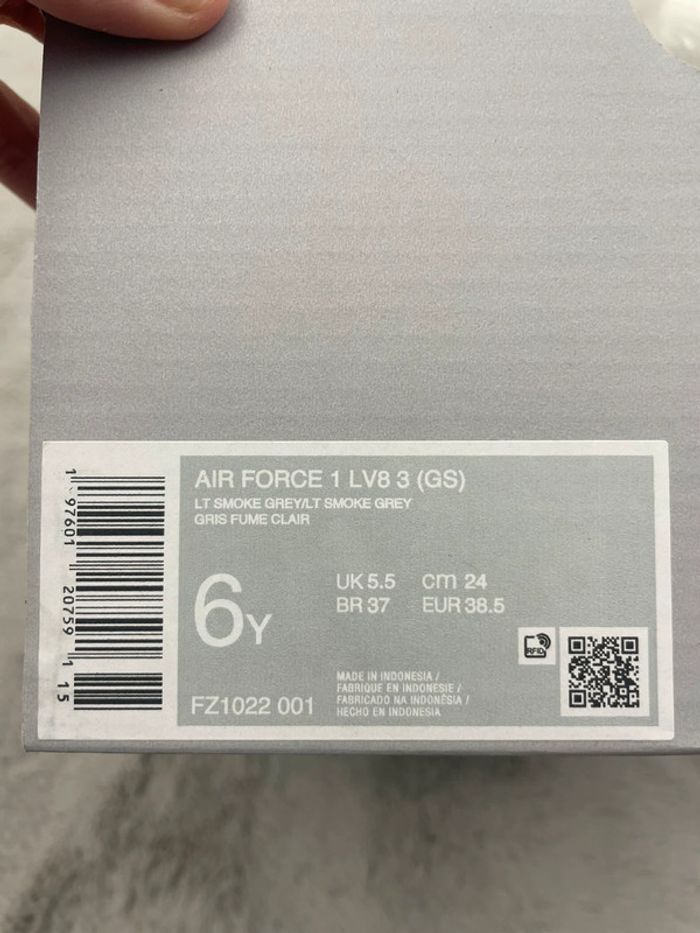 AIR FORCE 1 LV8 3 (GS)
LT SMOKE GREY/LT SMOKE GREY
GRIS FUME CLAIR
6Y
UK 5.5 cm 24
BR 37 EUR 38.5
RFID
FZ1022 001
MADE IN INDONESIA /
FABRIQUE EN INDONESIE /
FABRICADO NA INDONÉSIA /
HECHO EN INDONESIA
1 97601 20759 1 15